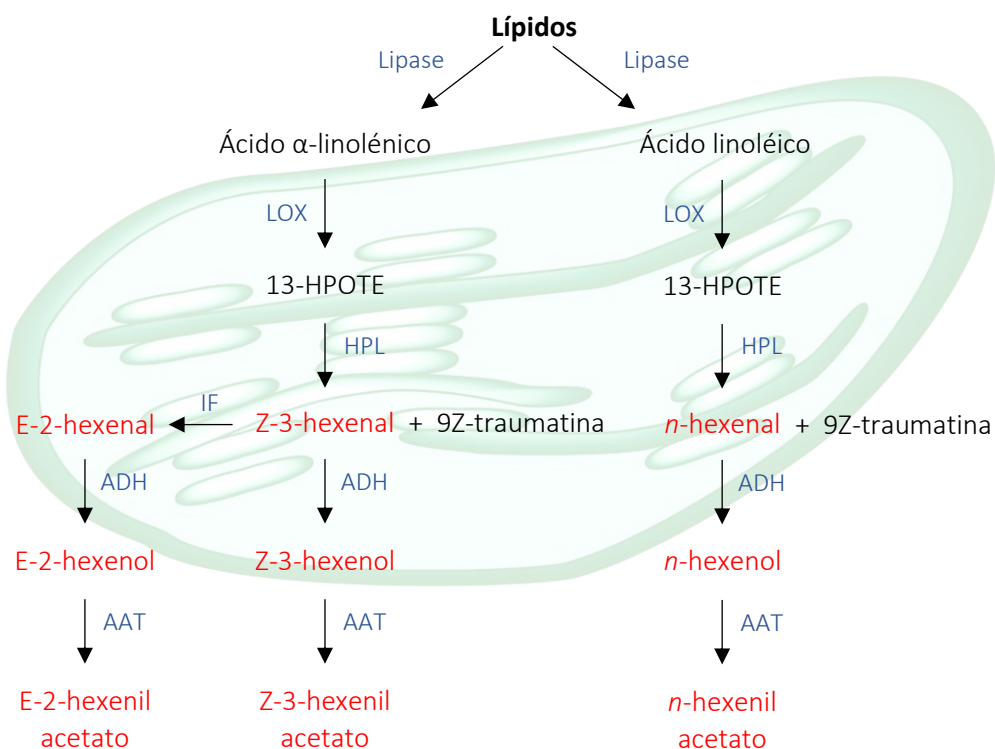 Lípidos
Lipase Lipase
Ácido α-linolénico Ácido linoléico
LOX LOX
13-HPOTE 13-HPOTE
HPL HPL
IF
E-2-hexenal Z-3-hexenal + 9Z-traumatina n-hexenal + 9Z-traumatina
ADH ADH ADH
E-2-hexenol Z-3-hexenol n-hexenol
AAT AAT AAT
E-2-hexenil Z-3-hexenil n-hexenil
acetato acetato acetato